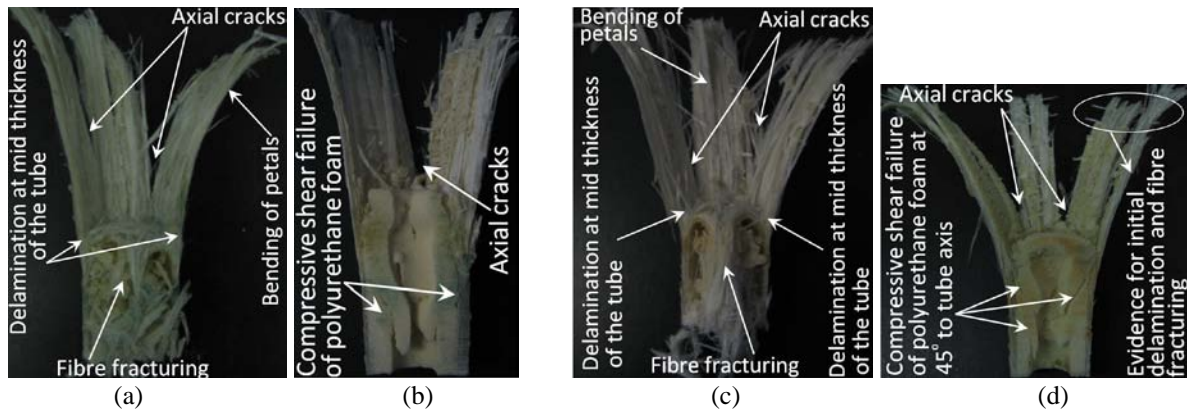 Delamination at mid thickness
of the tube
Axial cracks
Bending of petals
Fibre fracturing
(a)
Compressive shear failure
of polyurethane foam
Axial cracks
(b)
Bending of
petals
Axial cracks
Delamination at mid thickness
of the tube
Delamination at mid thickness
of the tube
Fibre fracturing
(c)
Axial cracks
Compressive shear failure
of polyurethane foam at
45° to tube axis
Evidence for initial
delamination and fibre
fracturing
(d)